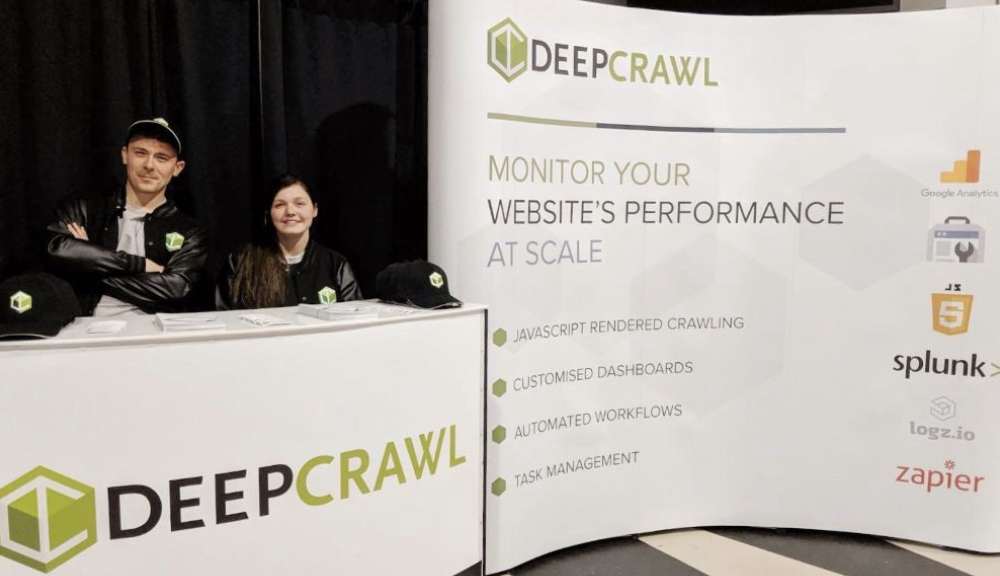 DEEPCRAWL
MONITOR YOUR
WEBSITE'S PERFORMANCE
AT SCALE
JAVASCRIPT RENDERED CRAWLING
CUSTOMISED DASHBOARDS
AUTOMATED WORKFLOWS
TASK MANAGEMENT
Google Analytics
JS
5
splunk>
logz.io
zapier
DEEPCRAWL